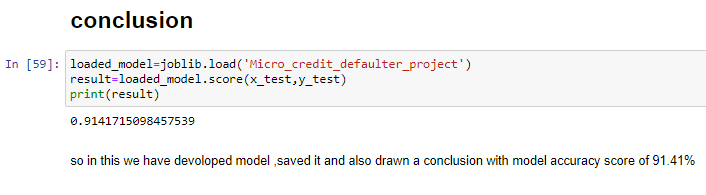 conclusion
In [59]: loaded_model=joblib.load('Micro_credit_defaulter_project')
result=loaded_model.score(x_test,y_test)
print(result)
0.9141715098457539
so in this we have devoloped model ,saved it and also drawn a conclusion with model accuracy score of 91.41%